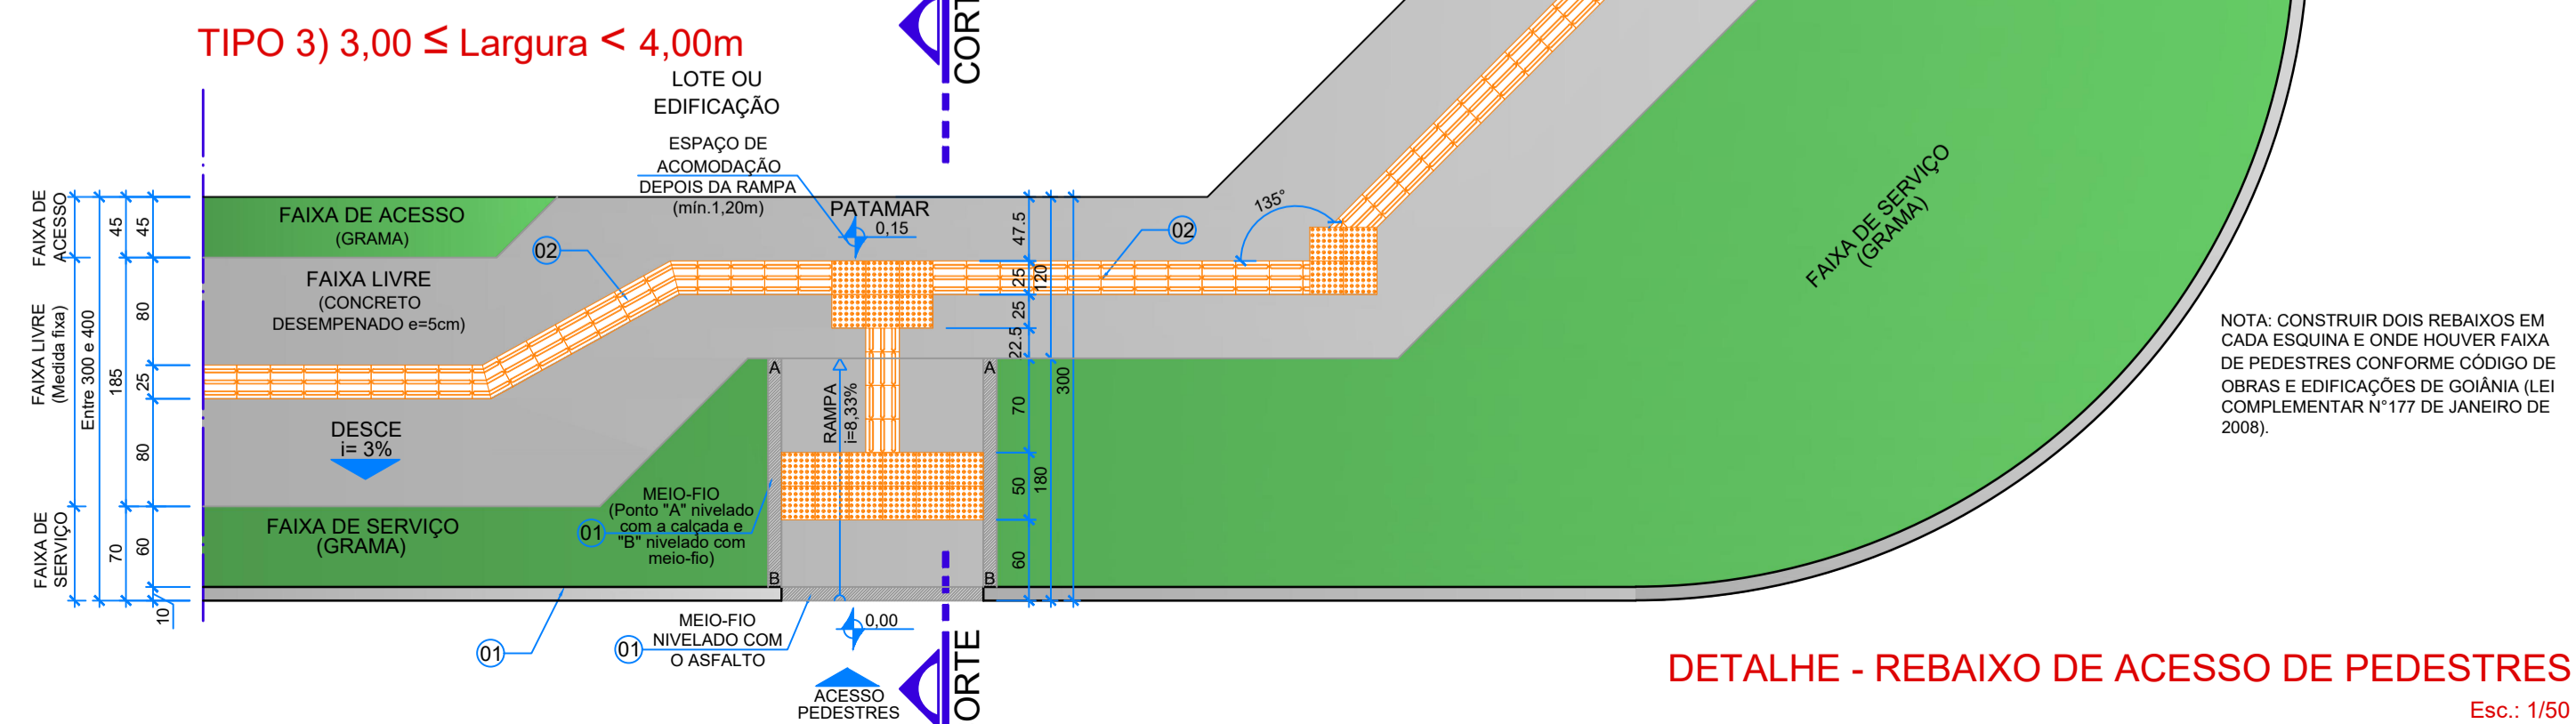 TIPO 3) 3,00 ≤ Largura < 4,00m
LOTE OU
EDIFICAÇÃO
ESPAÇO DE
ACOMODAÇÃO
DEPOIS DA RAMPA
(mín.1,20m)
PATAMAR
0,15
CORT
135°
02
02
FAIXA DE ACESSO
(GRAMA)
FAIXA LIVRE
(CONCRETO
DESEMPENADO e=5cm)
DESCE
i= 3%
FAIXA DE SERVIÇO
(GRAMA)
FAIXA DE
ACESSO
FAIXA LIVRE
(Medida fixa)
FAIXA DE
SERVIÇO
Entre 300 e 400
45
185
70
45
80
25
80
60
10
47.5
25
25
22.5
120
70
50
60
180
300
A
A
B
B
RAMPA
i=8,33%
MEIO-FIO
(Ponto "A" nivelado
com a calçada e
"B" nivelado com
meio-fio)
01
01
01
MEIO-FIO
NIVELADO COM
O ASFALTO
0,00
ACESSO
PEDESTRES
ORTE
FAIXA DE SERVIÇO
(GRAMA)
NOTA: CONSTRUIR DOIS REBAIXOS EM
CADA ESQUINA E ONDE HOUVER FAIXA
DE PEDESTRES CONFORME CÓDIGO DE
OBRAS E EDIFICAÇÕES DE GOIÂNIA (LEI
COMPLEMENTAR N°177 DE JANEIRO DE
2008).
DETALHE - REBAIXO DE ACESSO DE PEDESTRES
Esc.: 1/50